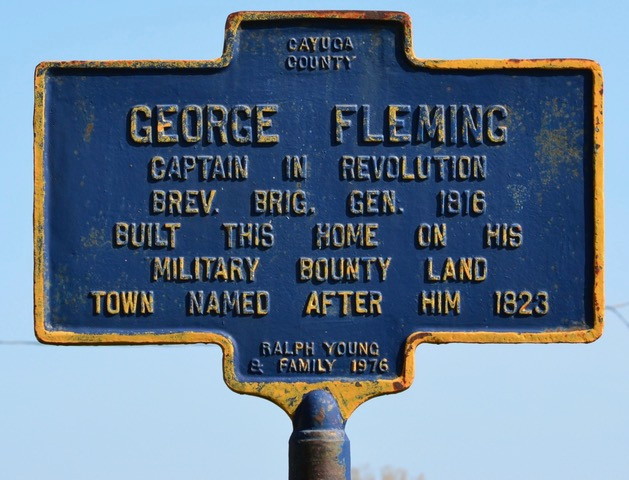 CAYUGA
COUNTY
GEORGE FLEMING
CAPTAIN IN REVOLUTION
BREV. BRIG. GEN. 1816
BUILT THIS HOME ON HIS
MILITARY BOUNTY LAND
TOWN NAMED AFTER HIM 1823
RALPH YOUNG
& FAMILY 1976